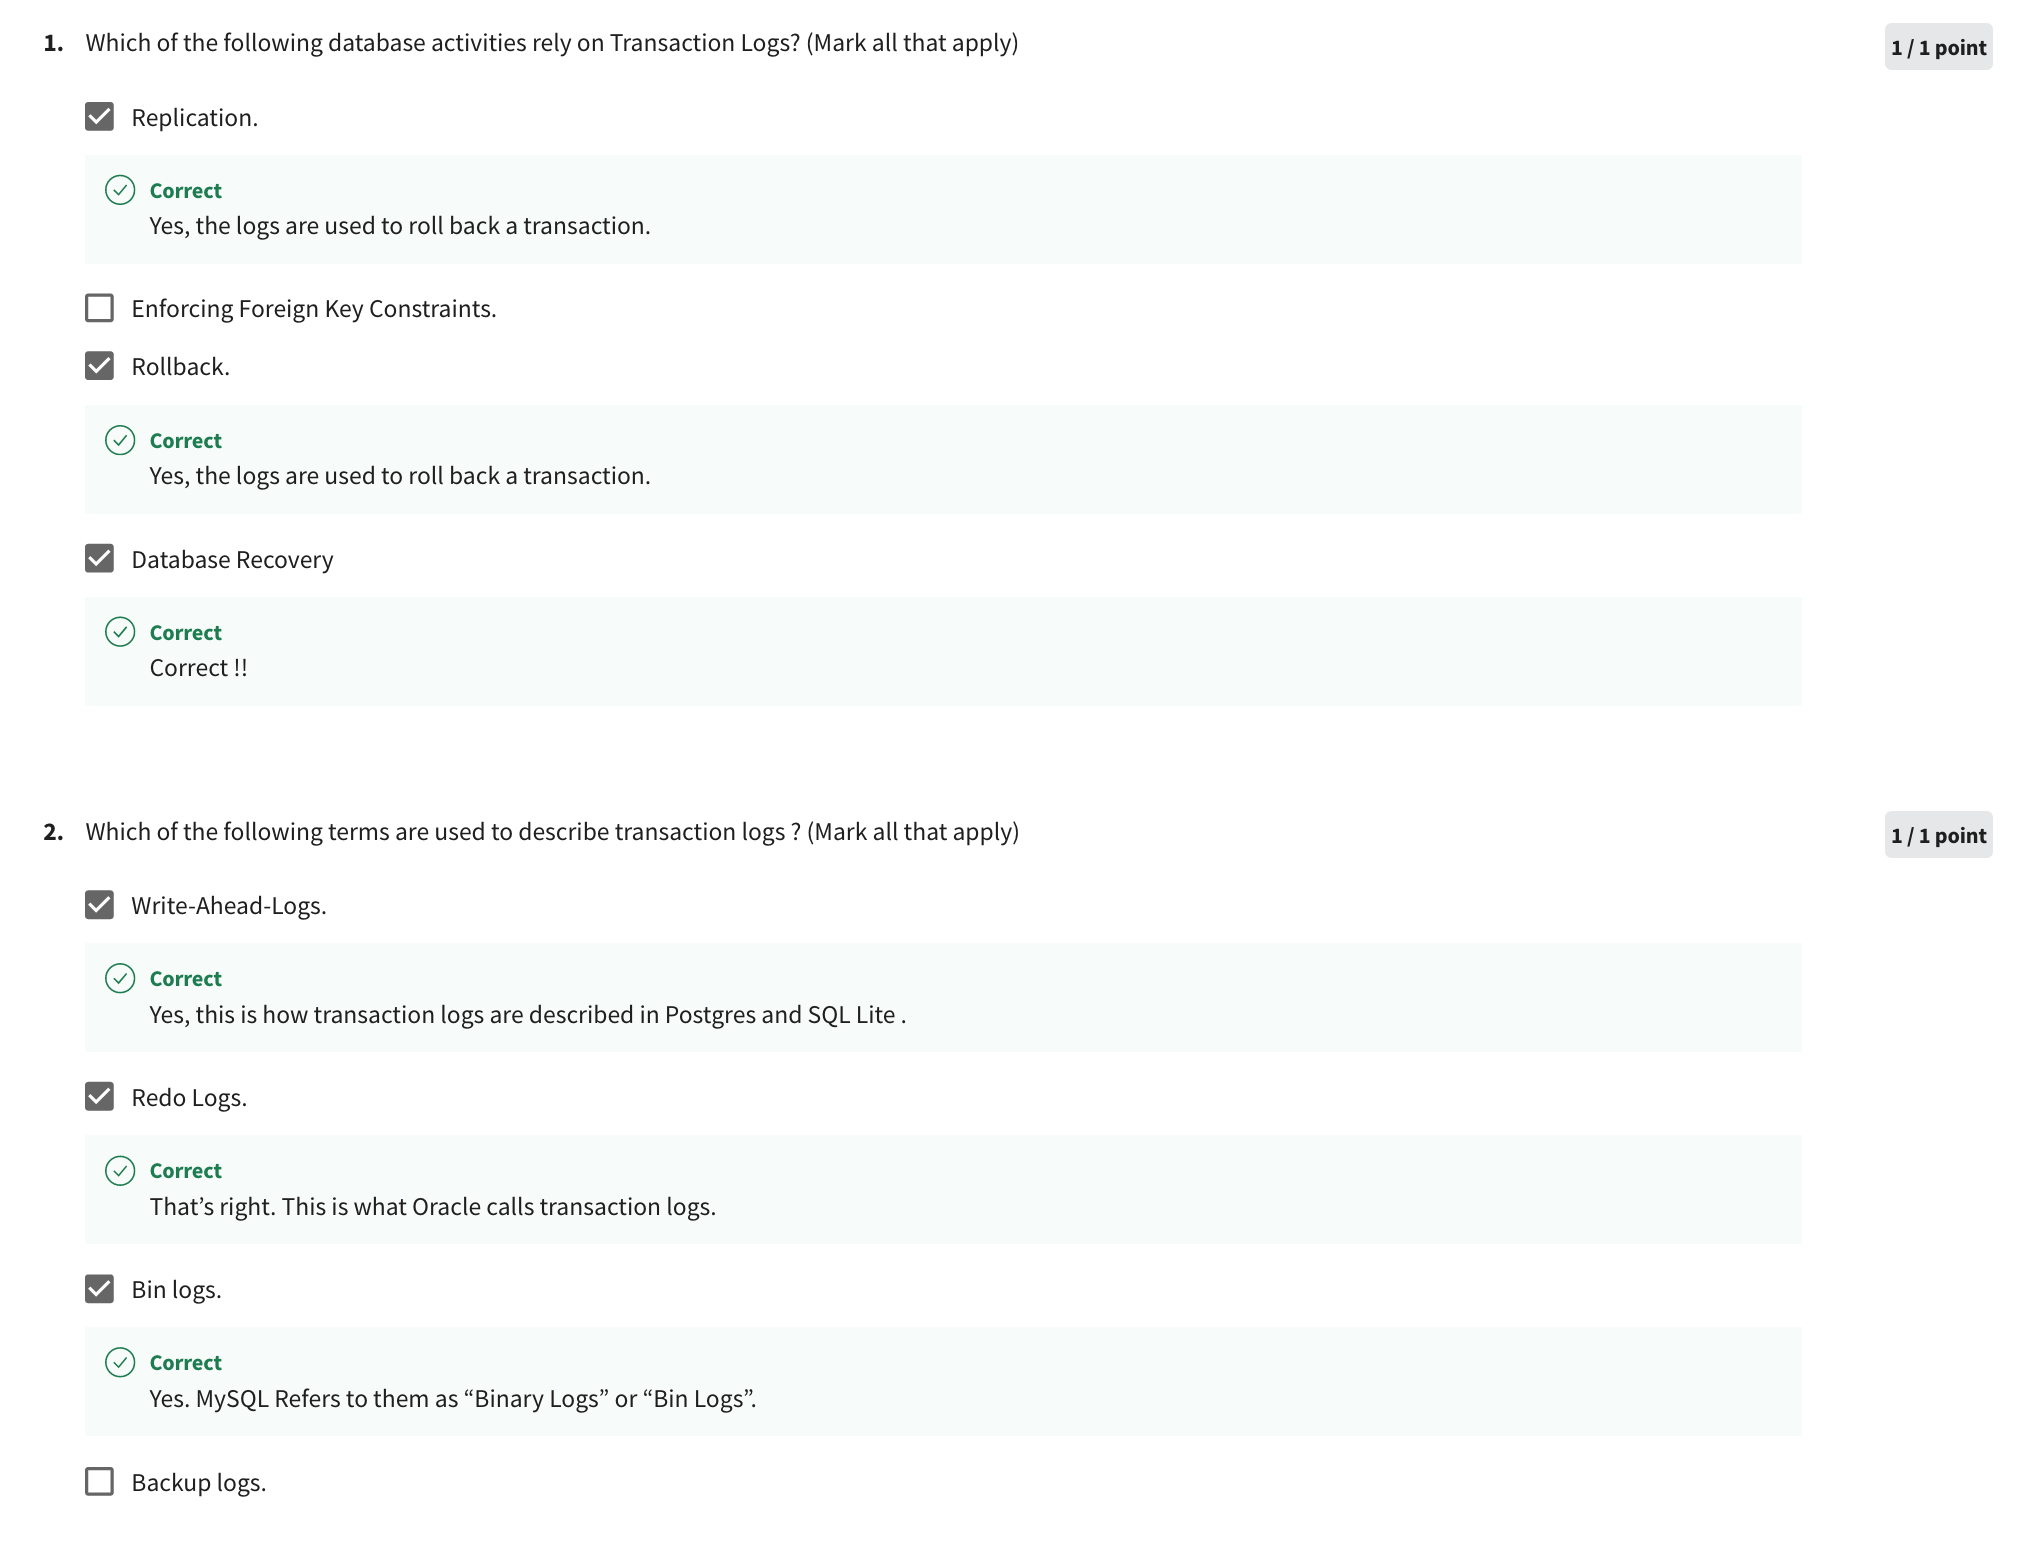 1. Which of the following database activities rely on Transaction Logs? (Mark all that apply)
1 / 1 point
Replication.
Correct
Yes, the logs are used to roll back a transaction.
Enforcing Foreign Key Constraints.
Rollback.
Correct
Yes, the logs are used to roll back a transaction.
Database Recovery
Correct
Correct !!
2. Which of the following terms are used to describe transaction logs ? (Mark all that apply)
1 / 1 point
Write-Ahead-Logs.
Correct
Yes, this is how transaction logs are described in Postgres and SQL Lite .
Redo Logs.
Correct
That’s right. This is what Oracle calls transaction logs.
Bin logs.
Correct
Yes. MySQL Refers to them as “Binary Logs” or “Bin Logs”.
Backup logs.